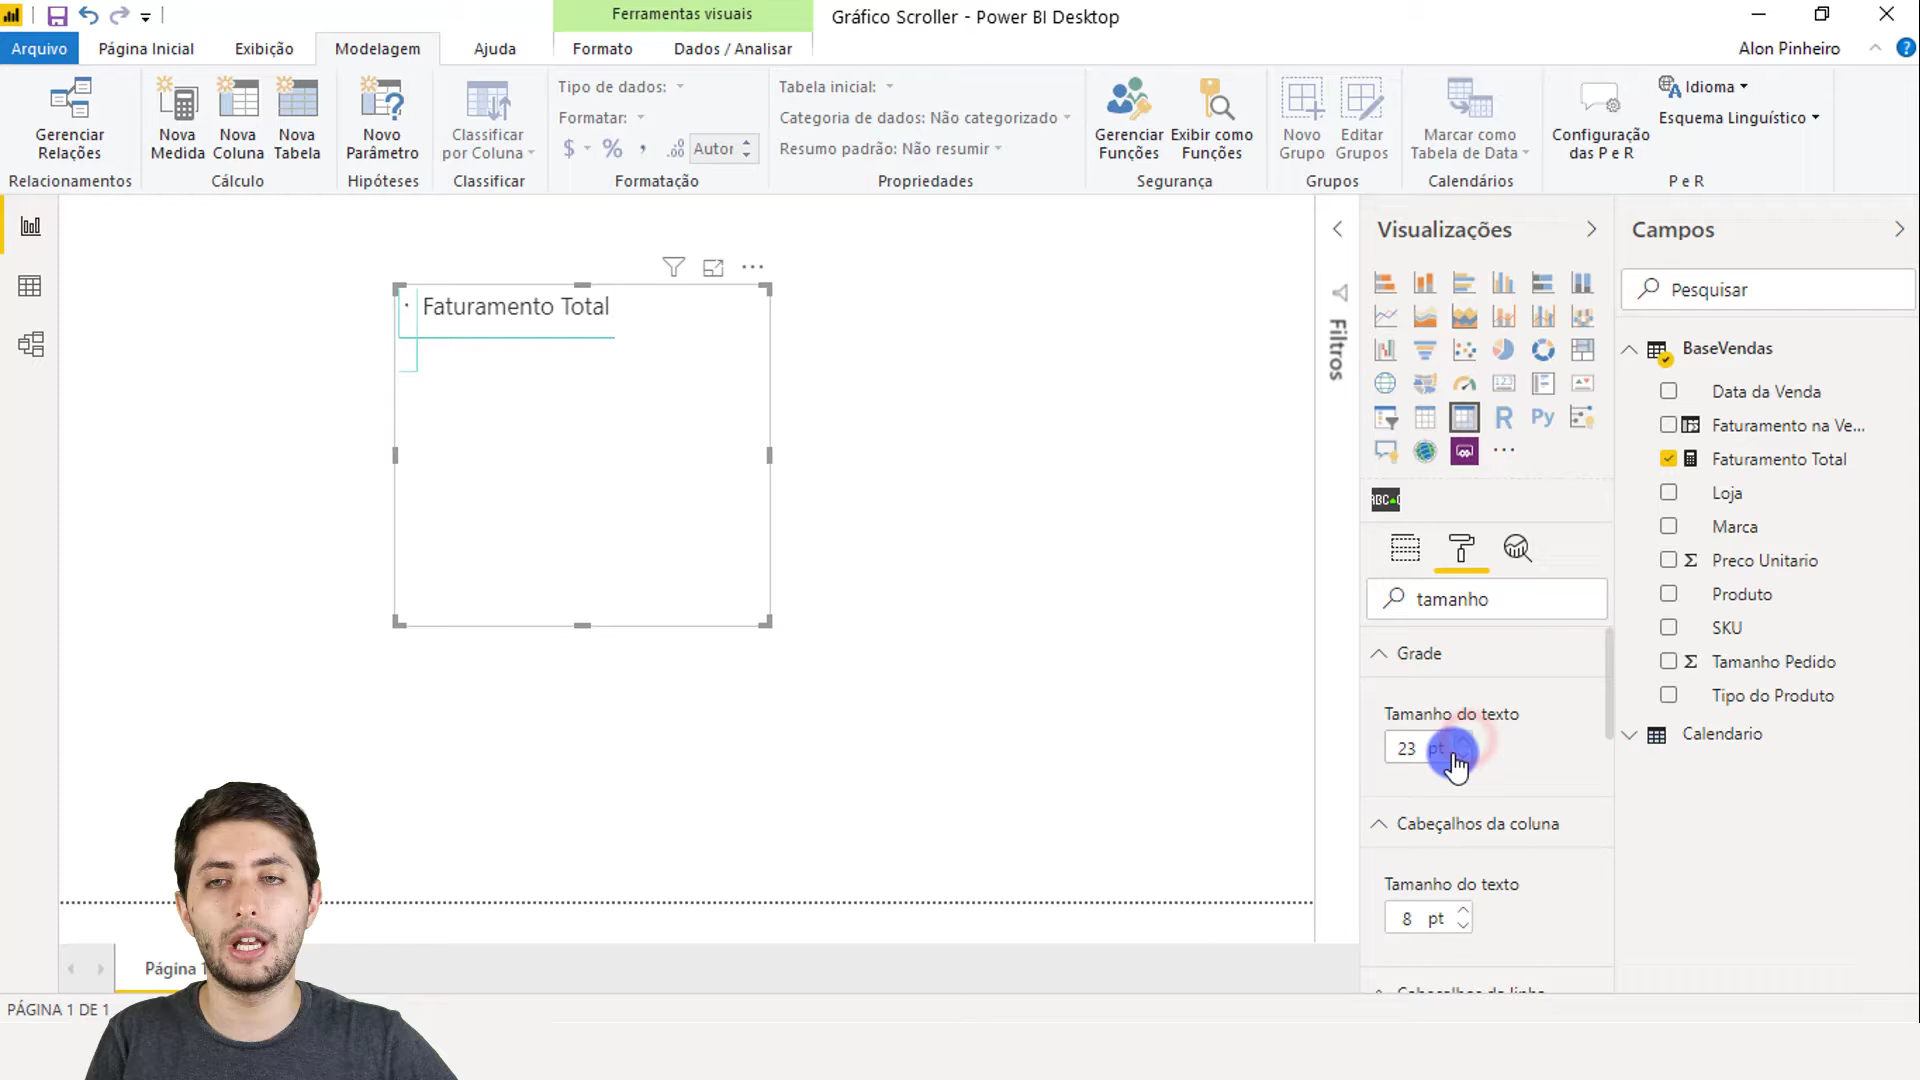 Ferramentas visuais
Gráfico Scroller - Power BI Desktop
Arquivo
Página Inicial
Exibição
Modelagem
Ajuda
Formato
Dados / Analisar
Alon Pinheiro
?
Gerenciar
Relações
Relacionamentos
Nova
Medida
Nova
Coluna
Nova
Tabela
Cálculo
Novo
Parâmetro
Hipóteses
Classificar
por Coluna
Classificar
Tipo de dados:
Formatar:
$ % , .00 Autor
Formatação
Tabela inicial:
Categoria de dados: Não categorizado
Resumo padrão: Não resumir
Propriedades
Gerenciar
Funções
Exibir como
Funções
Segurança
Novo
Grupo
Editar
Grupos
Grupos
Marcar como
Tabela de Data
Calendários
Configuração
das P e R
Idioma
Esquema Linguístico
P e R
Faturamento Total
Filtros
Visualizações
R
Py
ABC
tamanho
Grade
Tamanho do texto
23 pt
Cabeçalhos da coluna
Tamanho do texto
8 pt
Campos
Pesquisar
BaseVendas
Data da Venda
Faturamento na Ve...
Faturamento Total
Loja
Marca
Σ Preco Unitario
Produto
SKU
Σ Tamanho Pedido
Tipo do Produto
Calendario
Página 1
PÁGINA 1 DE 1